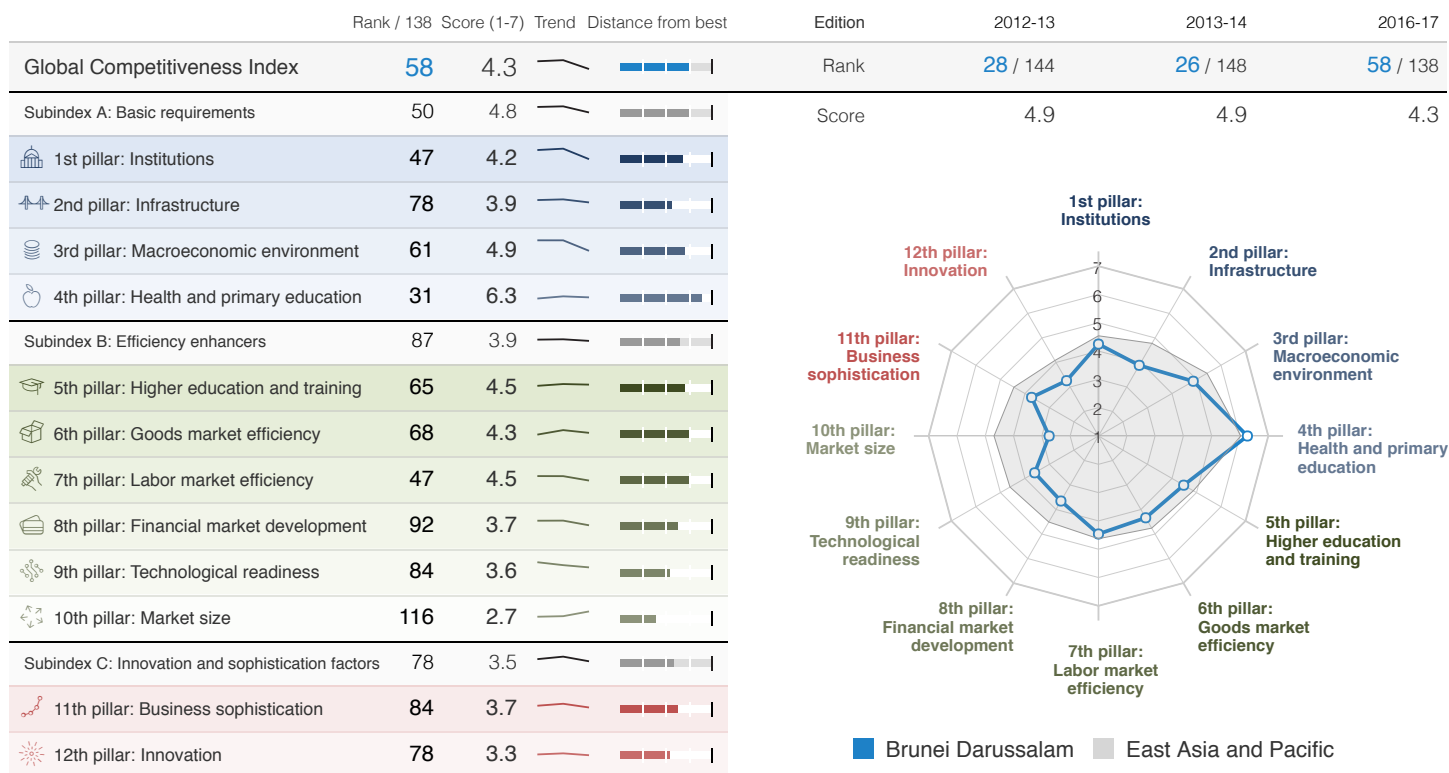 Rank / 138 Score (1-7) Trend Distance from best
Global Competitiveness Index 58 4.3
Subindex A: Basic requirements 50 4.8
1st pillar: Institutions 47 4.2
2nd pillar: Infrastructure 78 3.9
3rd pillar: Macroeconomic environment 61 4.9
4th pillar: Health and primary education 31 6.3
Subindex B: Efficiency enhancers 87 3.9
5th pillar: Higher education and training 65 4.5
6th pillar: Goods market efficiency 68 4.3
7th pillar: Labor market efficiency 47 4.5
8th pillar: Financial market development 92 3.7
9th pillar: Technological readiness 84 3.6
10th pillar: Market size 116 2.7
Subindex C: Innovation and sophistication factors 78 3.5
11th pillar: Business sophistication 84 3.7
12th pillar: Innovation 78 3.3
Edition 2012-13 2013-14 2016-17
Rank 28 / 144 26 / 148 58 / 138
Score 4.9 4.9 4.3
1st pillar:
Institutions
2nd pillar:
Infrastructure
3rd pillar:
Macroeconomic
environment
4th pillar:
Health and primary
education
5th pillar:
Higher education
and training
6th pillar:
Goods market
efficiency
7th pillar:
Labor market
efficiency
8th pillar:
Financial market
development
9th pillar:
Technological
readiness
10th pillar:
Market size
11th pillar:
Business
sophistication
12th pillar:
Innovation
7
6
5
4
3
2
1
Brunei Darussalam East Asia and Pacific